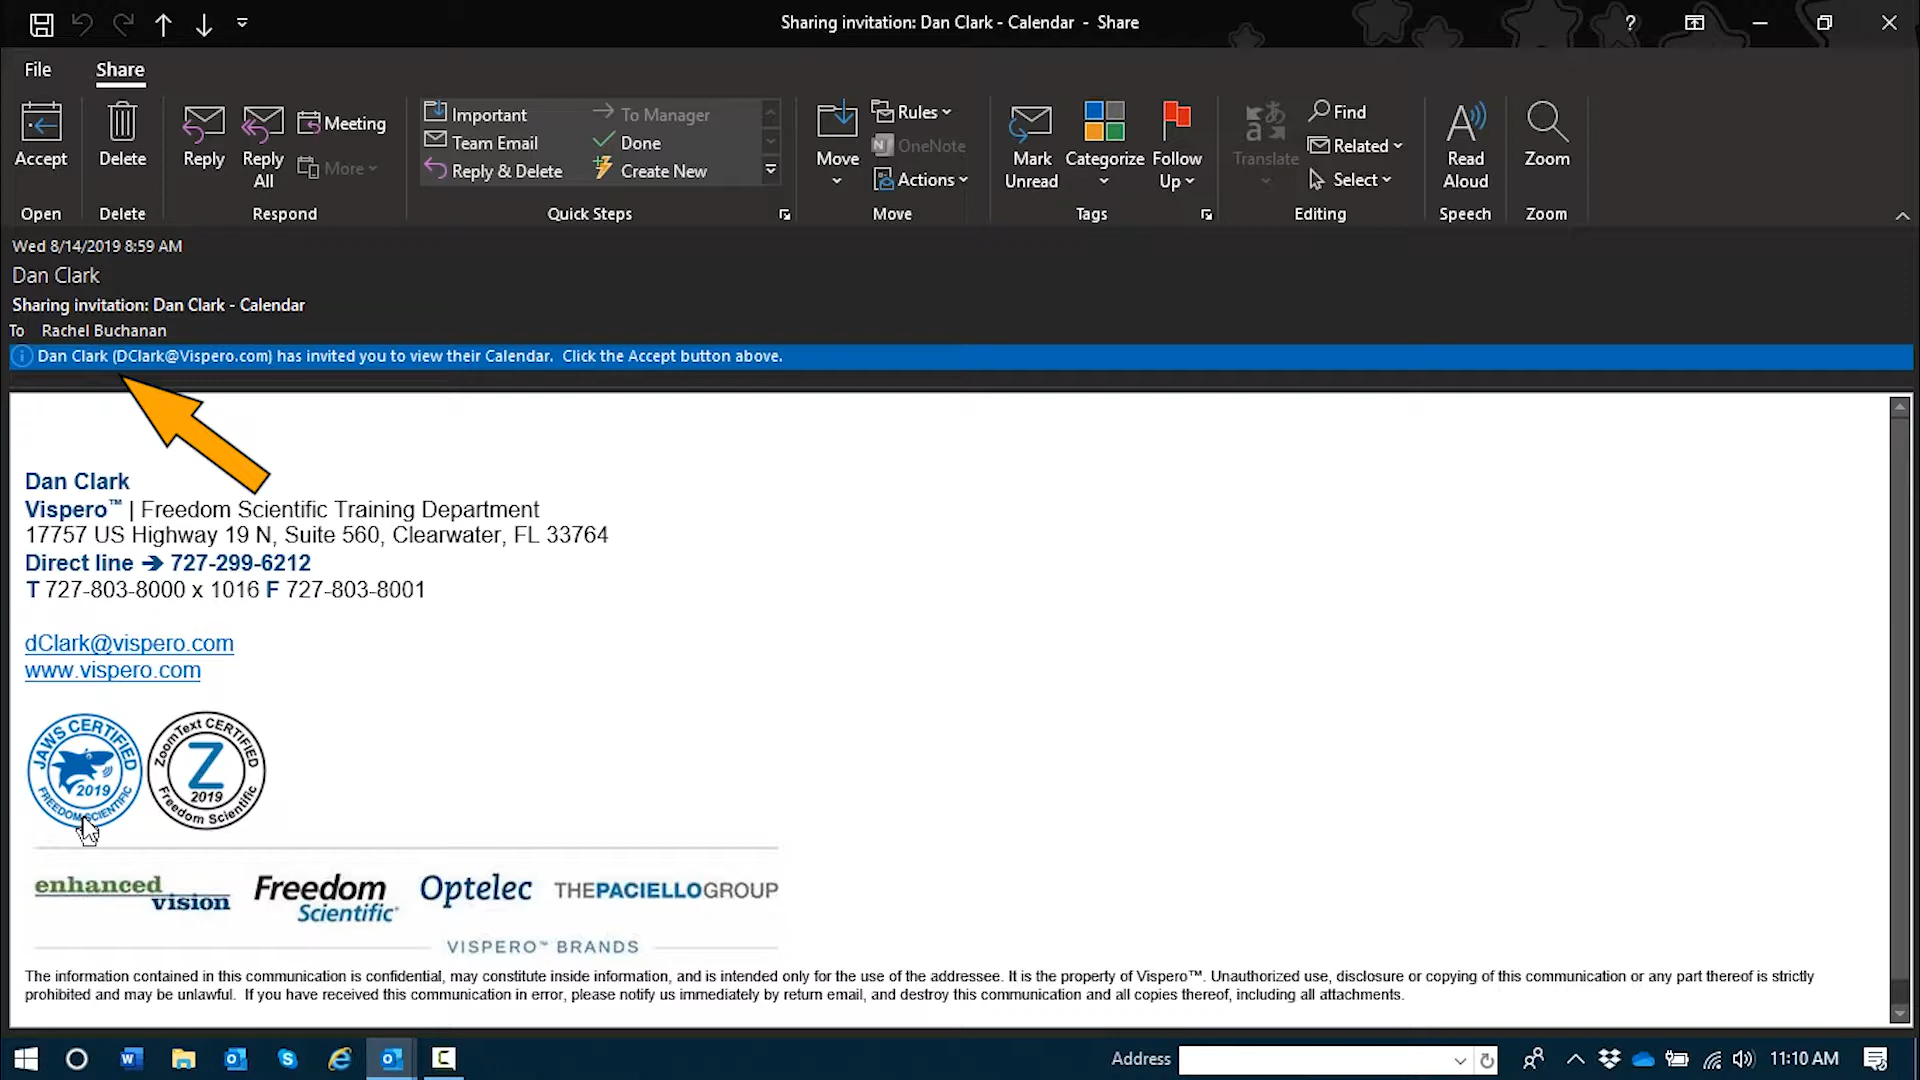 Sharing invitation: Dan Clark - Calendar - Share
?
File Share
Accept
Delete
Reply
Reply All
Meeting
More
Important
Team Email
Reply & Delete
To Manager
Done
Create New
Move
Rules
OneNote
Actions
Mark Unread
Categorize
Follow Up
Translate
Find
Related
Select
Read Aloud
Zoom
Open Delete Respond Quick Steps Move Tags Editing Speech Zoom
Wed 8/14/2019 8:59 AM
Dan Clark
Sharing invitation: Dan Clark - Calendar
To Rachel Buchanan
Dan Clark (DClark@Vispero.com) has invited you to view their Calendar. Click the Accept button above.
Dan Clark
Vispero™ | Freedom Scientific Training Department
17757 US Highway 19 N, Suite 560, Clearwater, FL 33764
Direct line ➔ 727-299-6212
T 727-803-8000 x 1016 F 727-803-8001
dClark@vispero.com
www.vispero.com
JAWS CERTIFIED
2019
FREEDOM SCIENTIFIC
ZoomText CERTIFIED
Z
2019
Freedom Scientific
enhanced vision
Freedom Scientific
Optelec
THEPACIELLOGROUP
VISPERO™ BRANDS
The information contained in this communication is confidential, may constitute inside information, and is intended only for the use of the addressee. It is the property of Vispero™. Unauthorized use, disclosure or copying of this communication or any part thereof is strictly
prohibited and may be unlawful. If you have received this communication in error, please notify us immediately by return email, and destroy this communication and all copies thereof, including all attachments.
Address
11:10 AM